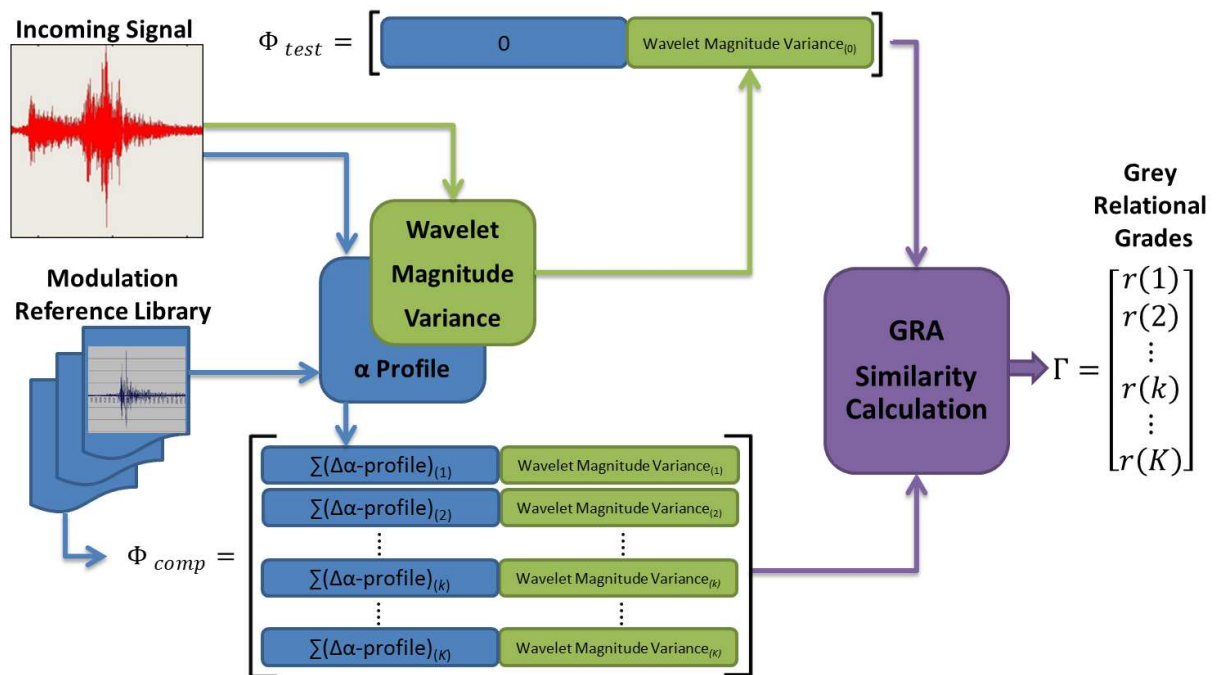 Incoming Signal
Φ test = [ 0 Wavelet Magnitude Variance(0) ]
Wavelet
Magnitude
Variance
α Profile
Modulation
Reference Library
Φ comp =
∑(Δα-profile)(1) Wavelet Magnitude Variance(1)
∑(Δα-profile)(2) Wavelet Magnitude Variance(2)
⋮ ⋮
∑(Δα-profile)(k) Wavelet Magnitude Variance(k)
⋮ ⋮
∑(Δα-profile)(K) Wavelet Magnitude Variance(K)
GRA
Similarity
Calculation
Grey
Relational
Grades
Γ =
r(1)
r(2)
⋮
r(k)
⋮
r(K)